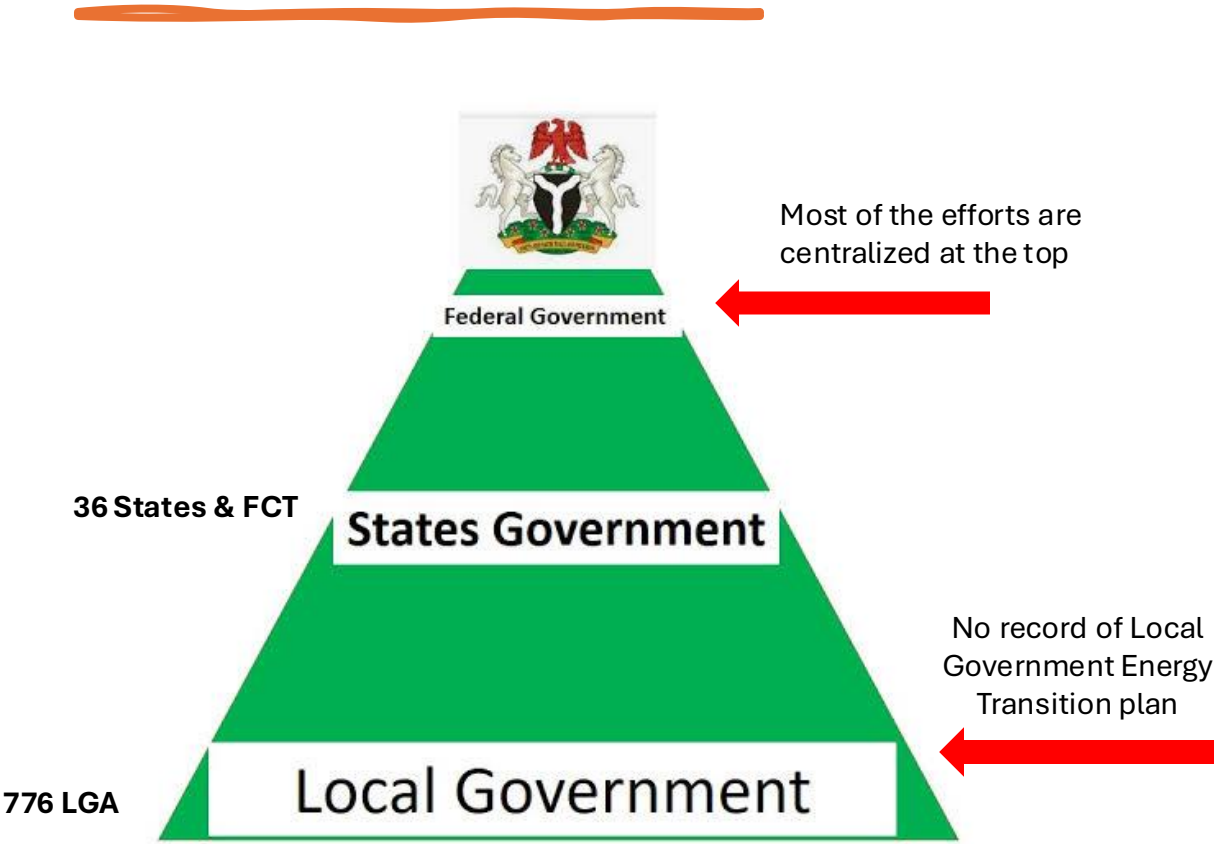 Most of the efforts are
centralized at the top
Federal Government
36 States & FCT
States Government
No record of Local
Government Energy
Transition plan
Local Government
776 LGA